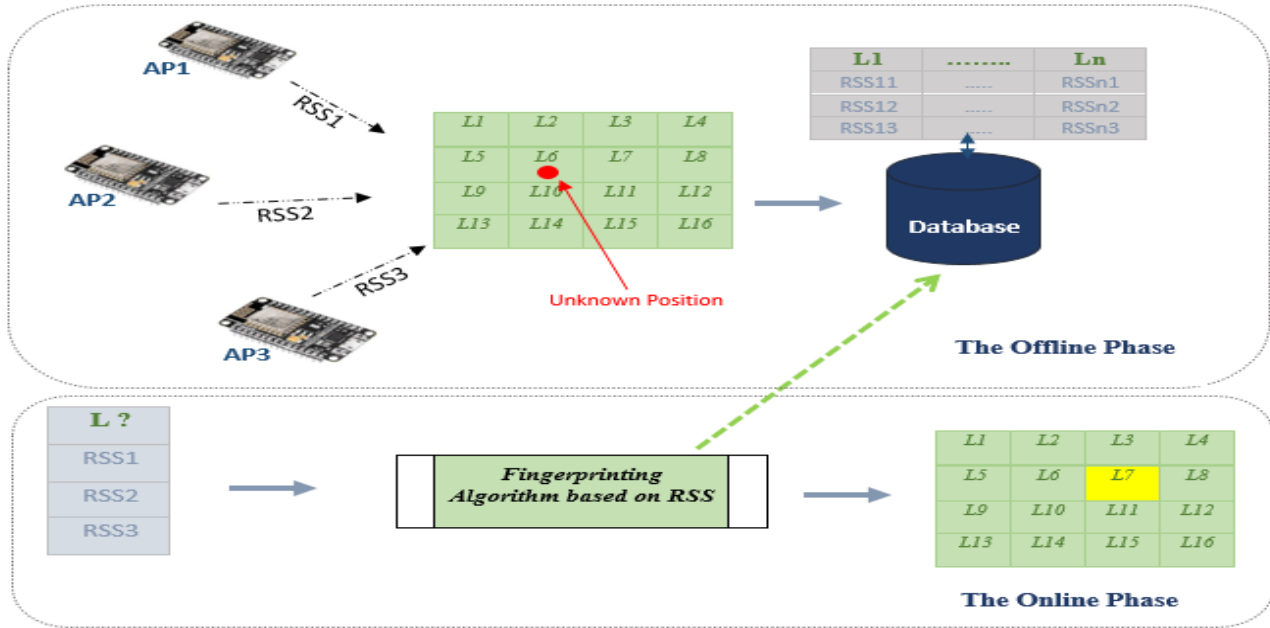 AP1
RSS1
AP2
RSS2
AP3
RSS3
L1 L2 L3 L4
L5 L6 L7 L8
L9 L10 L11 L12
L13 L14 L15 L16
Unknown Position
L1 ........ Ln
RSS11 ..... RSSn1
RSS12 ..... RSSn2
RSS13 ..... RSSn3
Database
The Offline Phase
L ?
RSS1
RSS2
RSS3
Fingerprinting
Algorithm based on RSS
L1 L2 L3 L4
L5 L6 L7 L8
L9 L10 L11 L12
L13 L14 L15 L16
The Online Phase